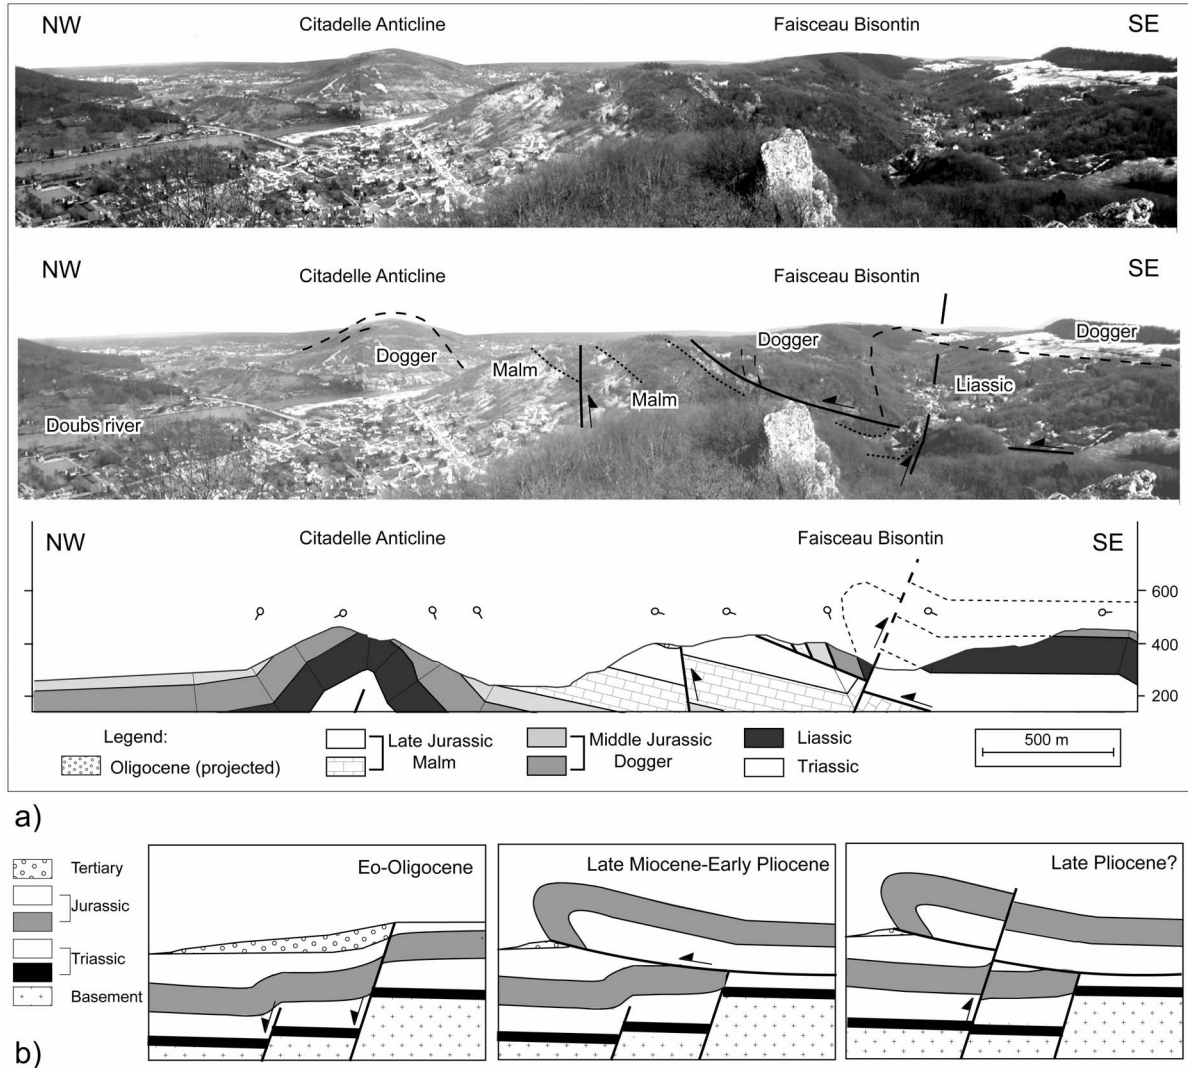 NW Citadelle Anticline Faisceau Bisontin SE
NW Citadelle Anticline Faisceau Bisontin SE
Dogger Dogger
Dogger
Malm Liassic
Malm
Doubs river
NW Citadelle Anticline Faisceau Bisontin SE
600
400
200
Legend:
Oligocene (projected)
Late Jurassic
Malm
Middle Jurassic
Dogger
Liassic
Triassic
500 m
a)
Tertiary
Jurassic
Triassic
Basement
Eo-Oligocene
Late Miocene-Early Pliocene
Late Pliocene?
b)